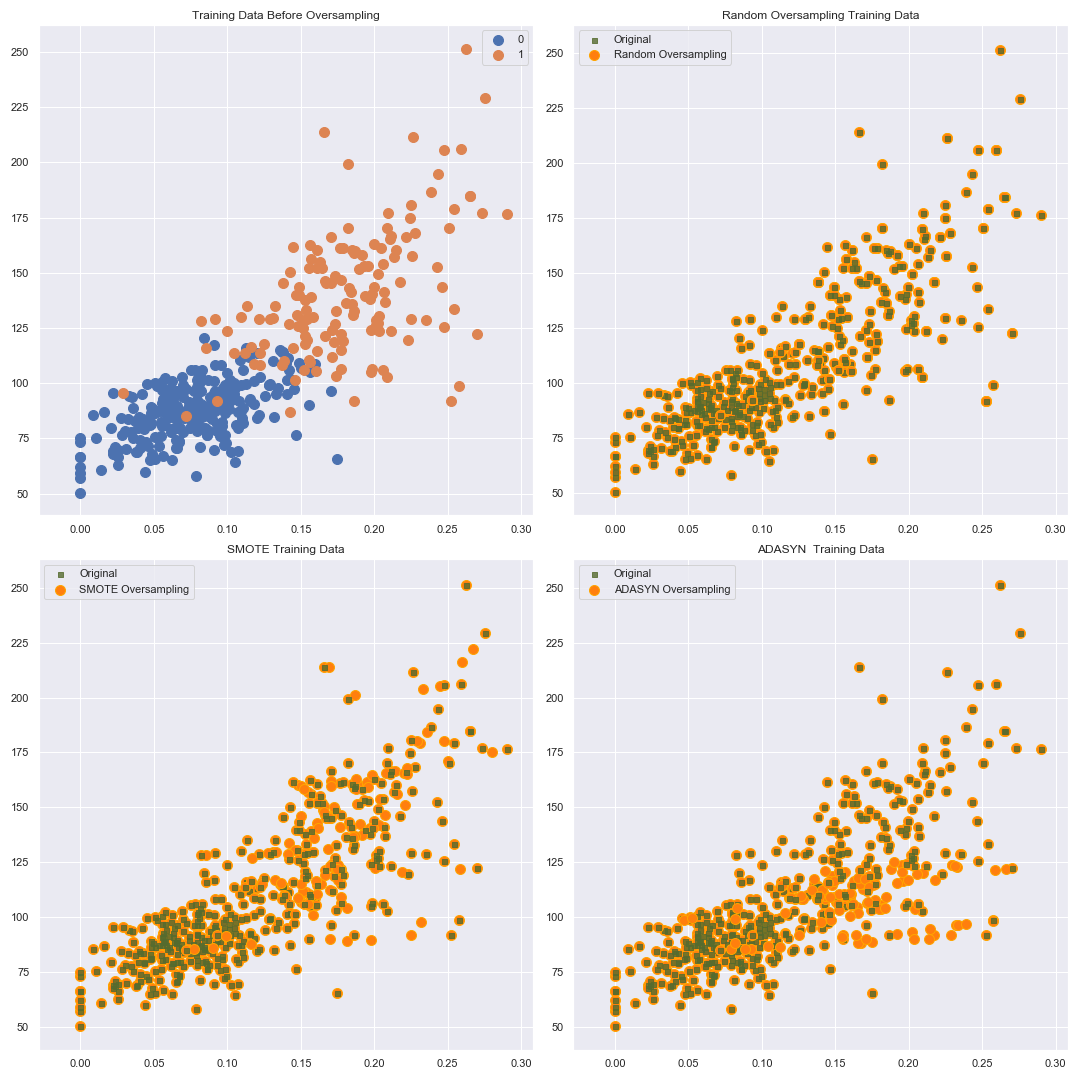 Training Data Before Oversampling
0
1
250
225
200
175
150
125
100
75
50
0.00 0.05 0.10 0.15 0.20 0.25 0.30
Random Oversampling Training Data
Original
Random Oversampling
250
225
200
175
150
125
100
75
50
0.00 0.05 0.10 0.15 0.20 0.25 0.30
SMOTE Training Data
Original
SMOTE Oversampling
250
225
200
175
150
125
100
75
50
0.00 0.05 0.10 0.15 0.20 0.25 0.30
ADASYN  Training Data
Original
ADASYN Oversampling
250
225
200
175
150
125
100
75
50
0.00 0.05 0.10 0.15 0.20 0.25 0.30